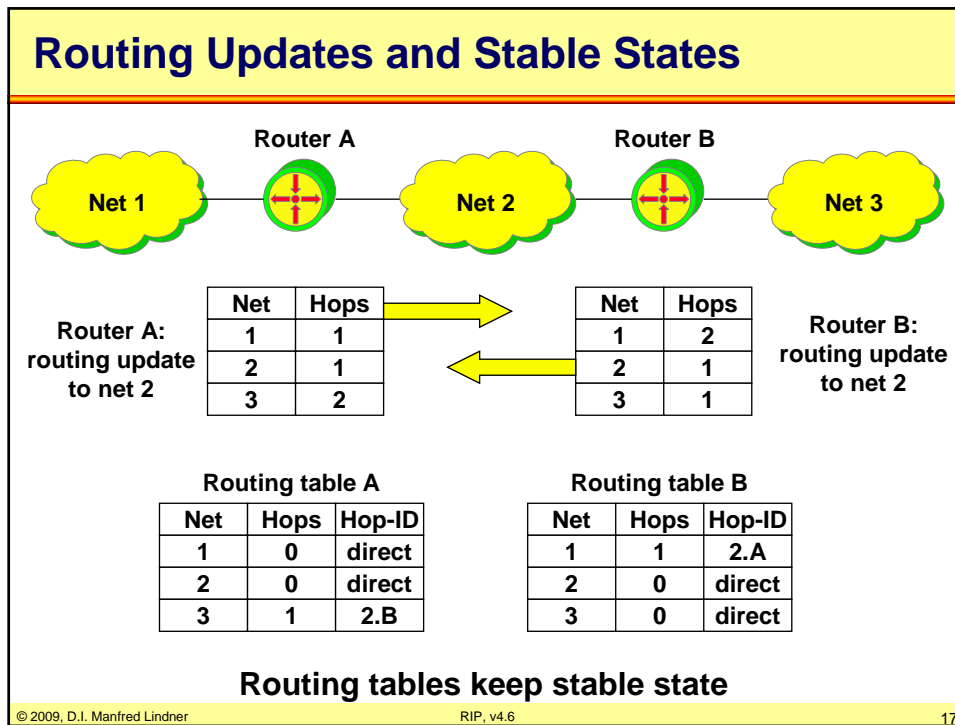 Routing Updates and Stable States
Router A
Router B
Net 1
Net 2
Net 3
Router A:
routing update
to net 2
Net Hops
1 1
2 1
3 2
Net Hops
1 2
2 1
3 1
Router B:
routing update
to net 2
Routing table A
Net Hops Hop-ID
1 0 direct
2 0 direct
3 1 2.B
Routing table B
Net Hops Hop-ID
1 1 2.A
2 0 direct
3 0 direct
Routing tables keep stable state
© 2009, D.I. Manfred Lindner
RIP, v4.6
17